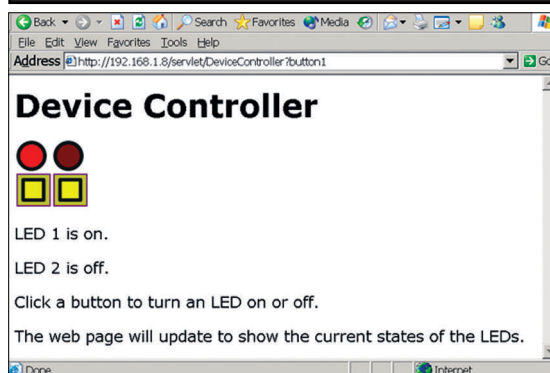 Back Search Favorites Media
File Edit View Favorites Tools Help
Address http://192.168.1.8/servlet/DeviceController?button1 Go
Device Controller
LED 1 is on.
LED 2 is off.
Click a button to turn an LED on or off.
The web page will update to show the current states of the LEDs.
Done Internet